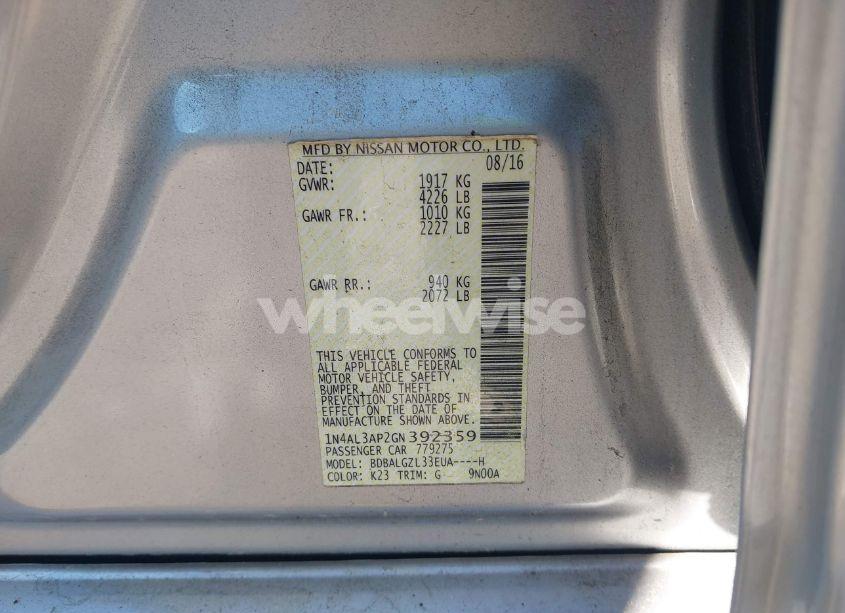 MFD BY NISSAN MOTOR CO., LTD.
DATE: 08/16
GVWR: 1917 KG
4226 LB
GAWR FR.: 1010 KG
2227 LB
GAWR RR.: 940 KG
2072 LB
wheelwise
THIS VEHICLE CONFORMS TO
ALL APPLICABLE FEDERAL
MOTOR VEHICLE SAFETY,
BUMPER, AND THEFT
PREVENTION STANDARDS IN
EFFECT ON THE DATE OF
MANUFACTURE SHOWN ABOVE.
1N4AL3AP2GN392359
PASSENGER CAR 779275
MODEL: BDBALGZL33EUA----H
COLOR: K23 TRIM: G 9N00A